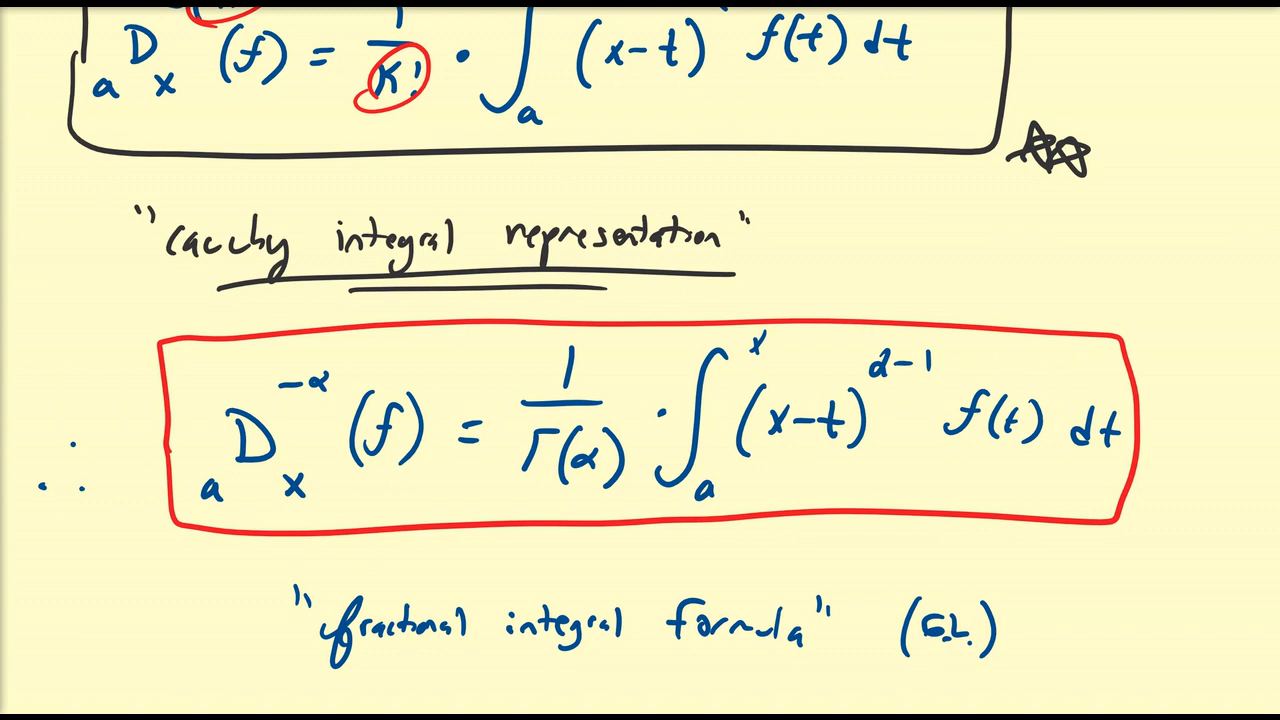 ₐDₓ (f) = 1/K! · ∫ₐ (x-t) f(t) dt
"cauchy integral representation"
∴ ₐDₓ^{-α} (f) = 1/Γ(α) · ∫ₐ^x (x-t)^{α-1} f(t) dt
"fractional integral formula" (G.L.)